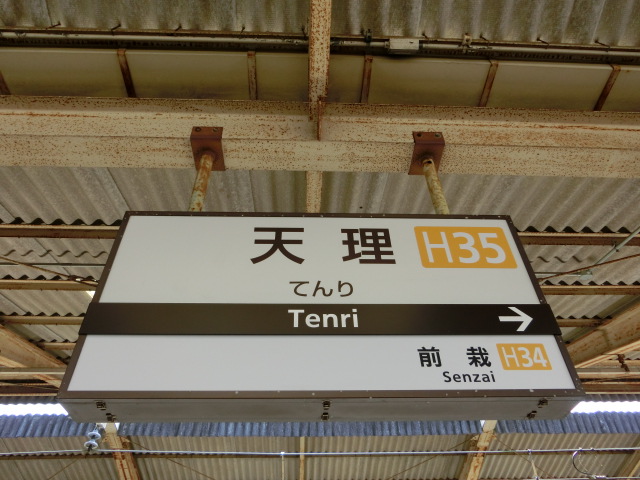 天理 H35
てんり
Tenri →
前栽 H34
Senzai